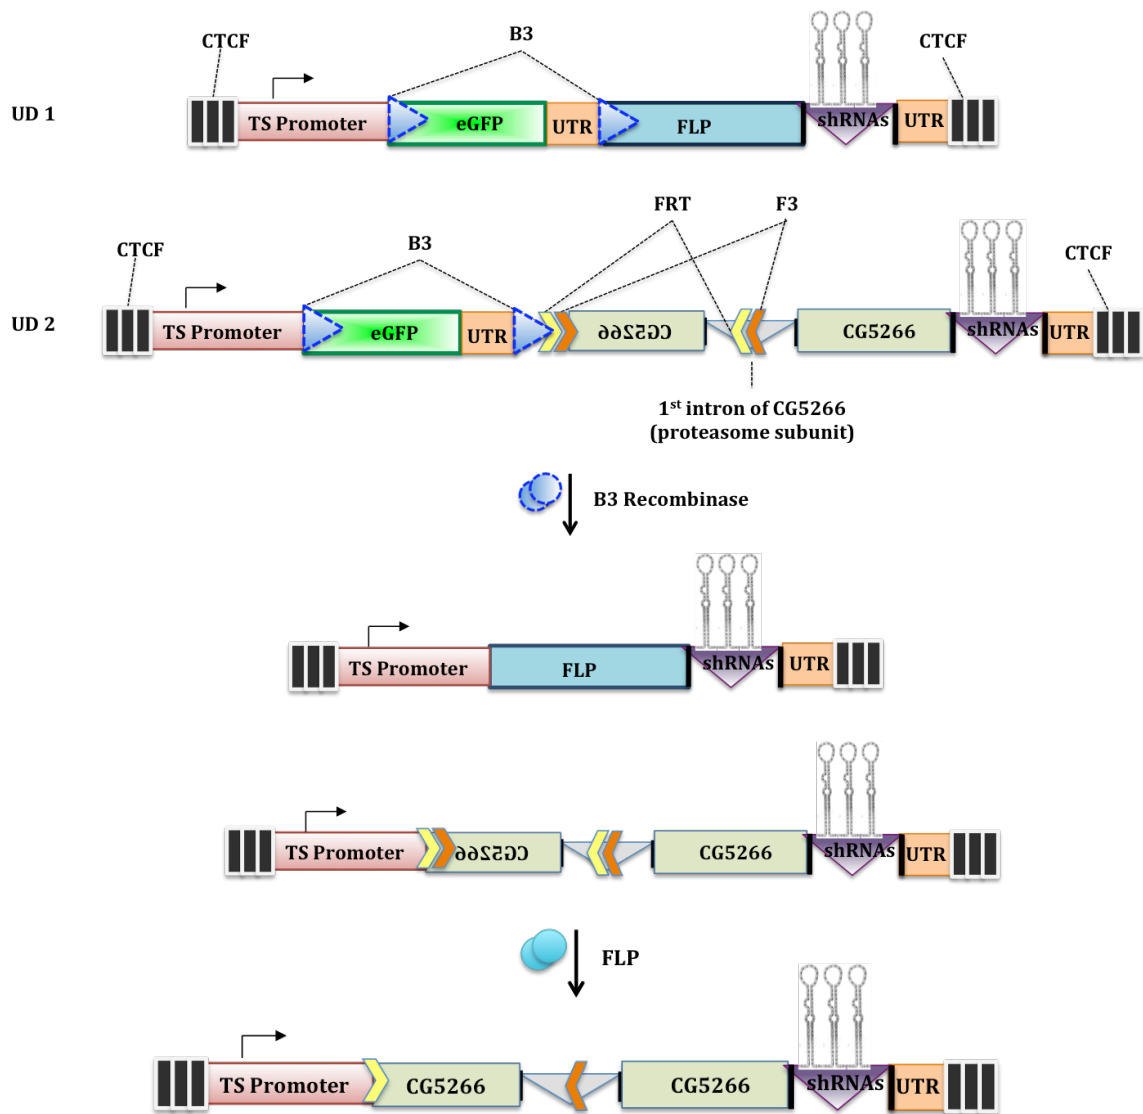 CTCF
B3
CTCF
UD 1
TS Promoter
eGFP
UTR
FLP
shRNAs
UTR
FRT
F3
CTCF
B3
CTCF
UD 2
TS Promoter
eGFP
UTR
CG5266
CG5266
shRNAs
UTR
1st intron of CG5266
(proteasome subunit)
B3 Recombinase
TS Promoter
FLP
shRNAs
UTR
TS Promoter
CG5266
CG5266
shRNAs
UTR
FLP
TS Promoter
CG5266
CG5266
shRNAs
UTR